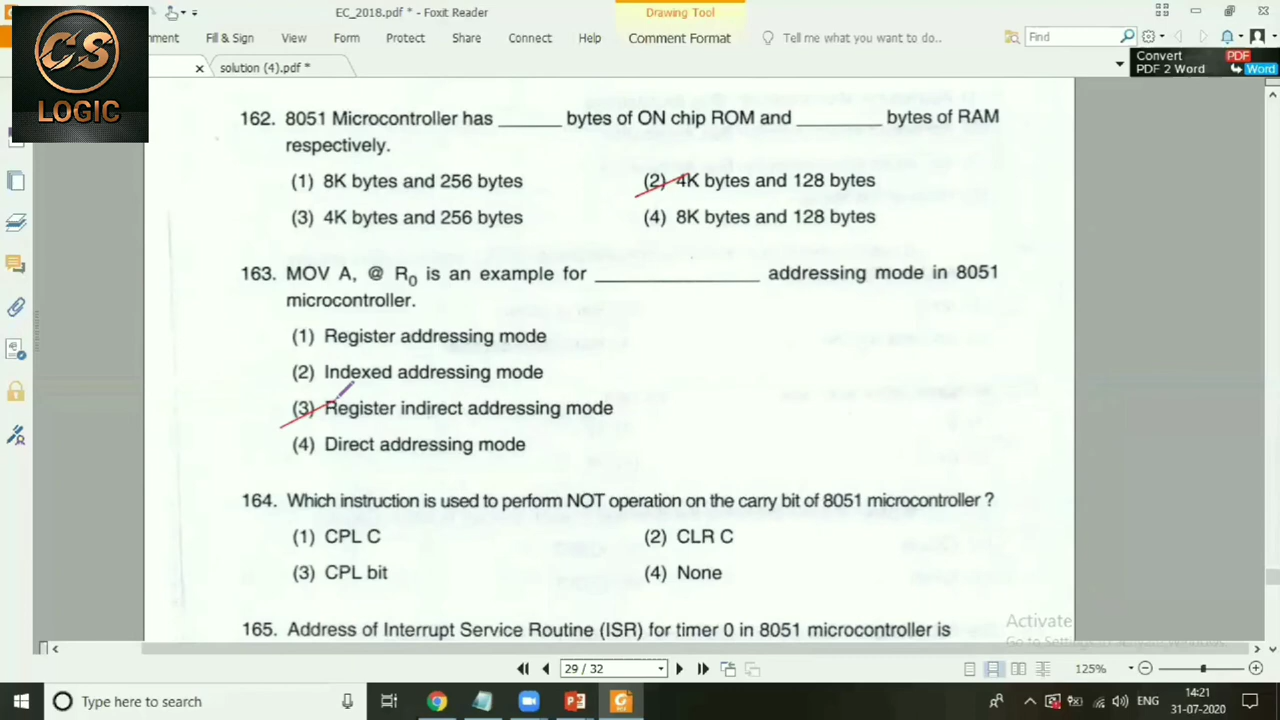 EC_2018.pdf * - Foxit Reader
Drawing Tool
CS
LOGIC
Fill & Sign View Form Protect Share Connect Help Comment Format Tell me what you want to do.. Find
Convert PDF
PDF 2 Word Word
solution (4).pdf *
162. 8051 Microcontroller has ______ bytes of ON chip ROM and ________ bytes of RAM
respectively.
(1) 8K bytes and 256 bytes (2) 4K bytes and 128 bytes
(3) 4K bytes and 256 bytes (4) 8K bytes and 128 bytes
163. MOV A, @ R0 is an example for ________________ addressing mode in 8051
microcontroller.
(1) Register addressing mode
(2) Indexed addressing mode
(3) Register indirect addressing mode
(4) Direct addressing mode
164. Which instruction is used to perform NOT operation on the carry bit of 8051 microcontroller ?
(1) CPL C (2) CLR C
(3) CPL bit (4) None
165. Address of Interrupt Service Routine (ISR) for timer 0 in 8051 microcontroller is
Activate
29 / 32
125%
Type here to search
ENG
14:21
31-07-2020